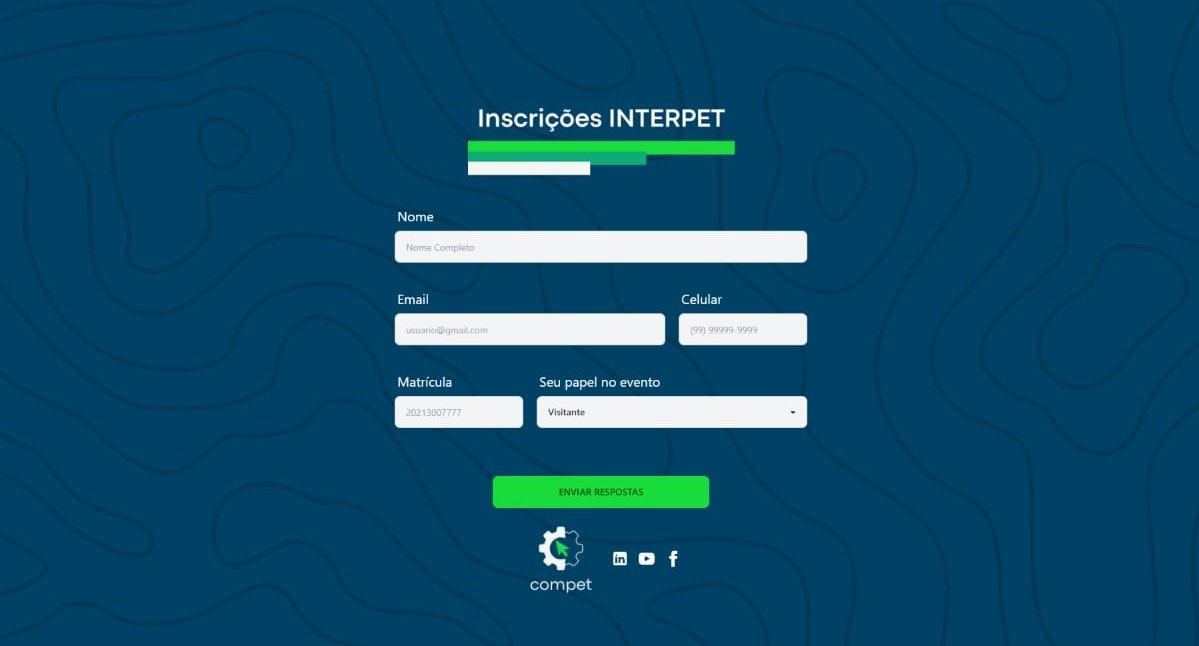 Inscrições INTERPET
Nome
Nome Completo
Email
Celular
usuario@gmail.com
(99) 99999-9999
Matrícula
Seu papel no evento
20213007777
Visitante
ENVIAR RESPOSTAS
compet